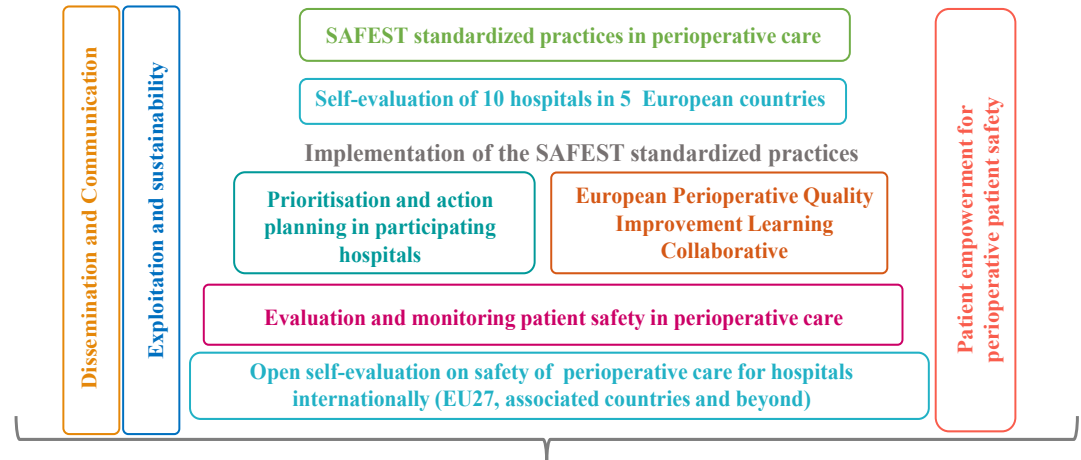 Dissemination and Communication
Exploitation and sustainability
SAFEST standardized practices in perioperative care
Self-evaluation of 10 hospitals in 5 European countries
Implementation of the SAFEST standardized practices
Prioritisation and action
planning in participating
hospitals
European Perioperative Quality
Improvement Learning
Collaborative
Evaluation and monitoring patient safety in perioperative care
Open self-evaluation on safety of perioperative care for hospitals
internationally (EU27, associated countries and beyond)
Patient empowerment for
perioperative patient safety